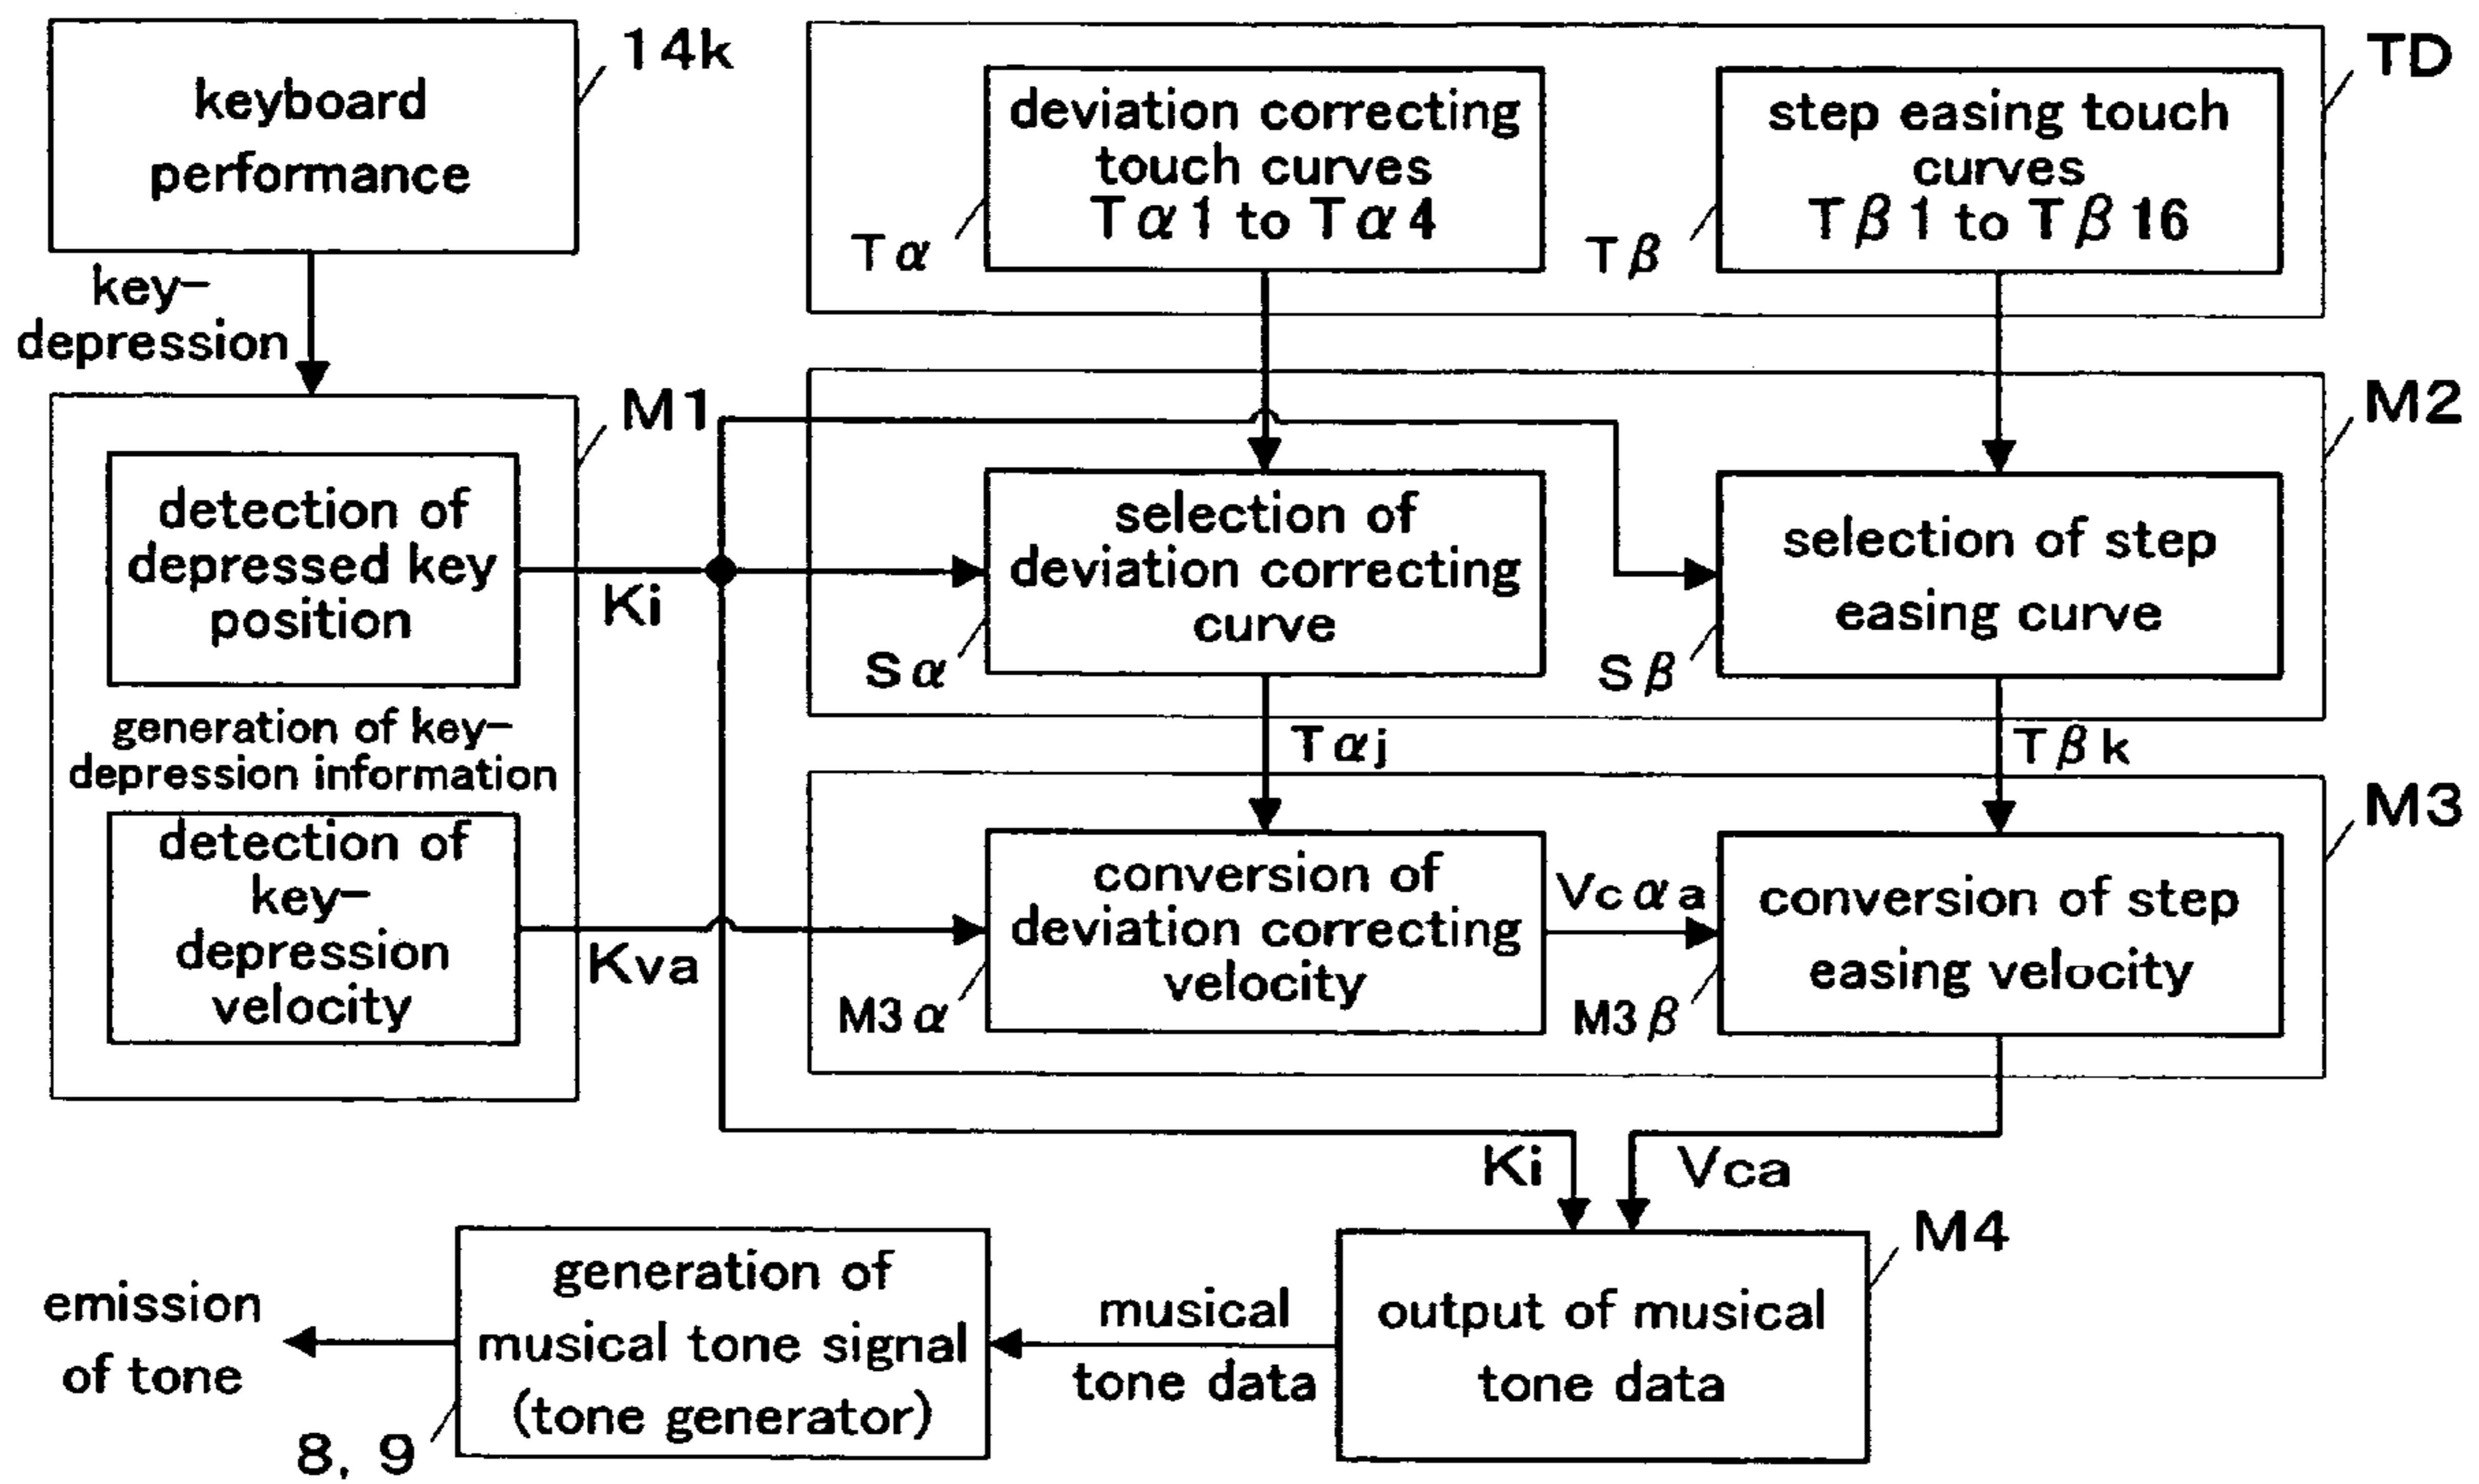 keyboard
performance
14k
key-
depression
TD
deviation correcting
touch curves
Tα1 to Tα4
Tα
step easing touch
curves
Tβ1 to Tβ16
Tβ
M1
detection of
depressed key
position
Ki
generation of key-
depression information
detection of
key-
depression
velocity
Kva
M2
selection of
deviation correcting
curve
Sα
selection of step
easing curve
Sβ
Tαj
Tβk
M3
conversion of
deviation correcting
velocity
M3α
Vcαa
conversion of step
easing velocity
M3β
Ki
Vca
M4
output of musical
tone data
musical
tone data
generation of
musical tone signal
(tone generator)
8, 9
emission
of tone